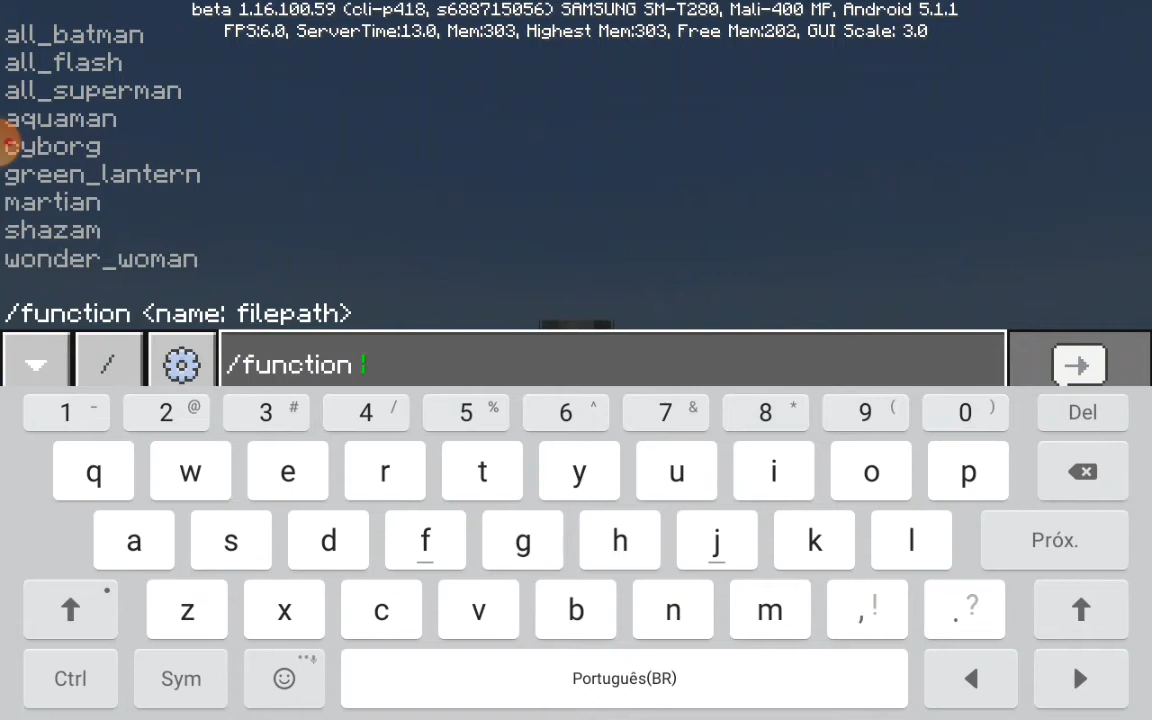 beta 1.16.100.59 (cli-p418, s688715056) SAMSUNG SM-T280, Mali-400 MP, Android 5.1.1
FPS:6.0, ServerTime:13.0, Mem:303, Highest Mem:303, Free Mem:202, GUI Scale: 3.0
all_batman
all_flash
all_superman
aquaman
cyborg
green_lantern
martian
shazam
wonder_woman
/function <name: filepath>
/ /function
1 - 2 @ 3 # 4 / 5 % 6 ^ 7 & 8 * 9 ( 0 ) Del
q w e r t y u i o p
a s d f g h j k l Próx.
z x c v b n m , ! . ?
Ctrl Sym Português(BR)